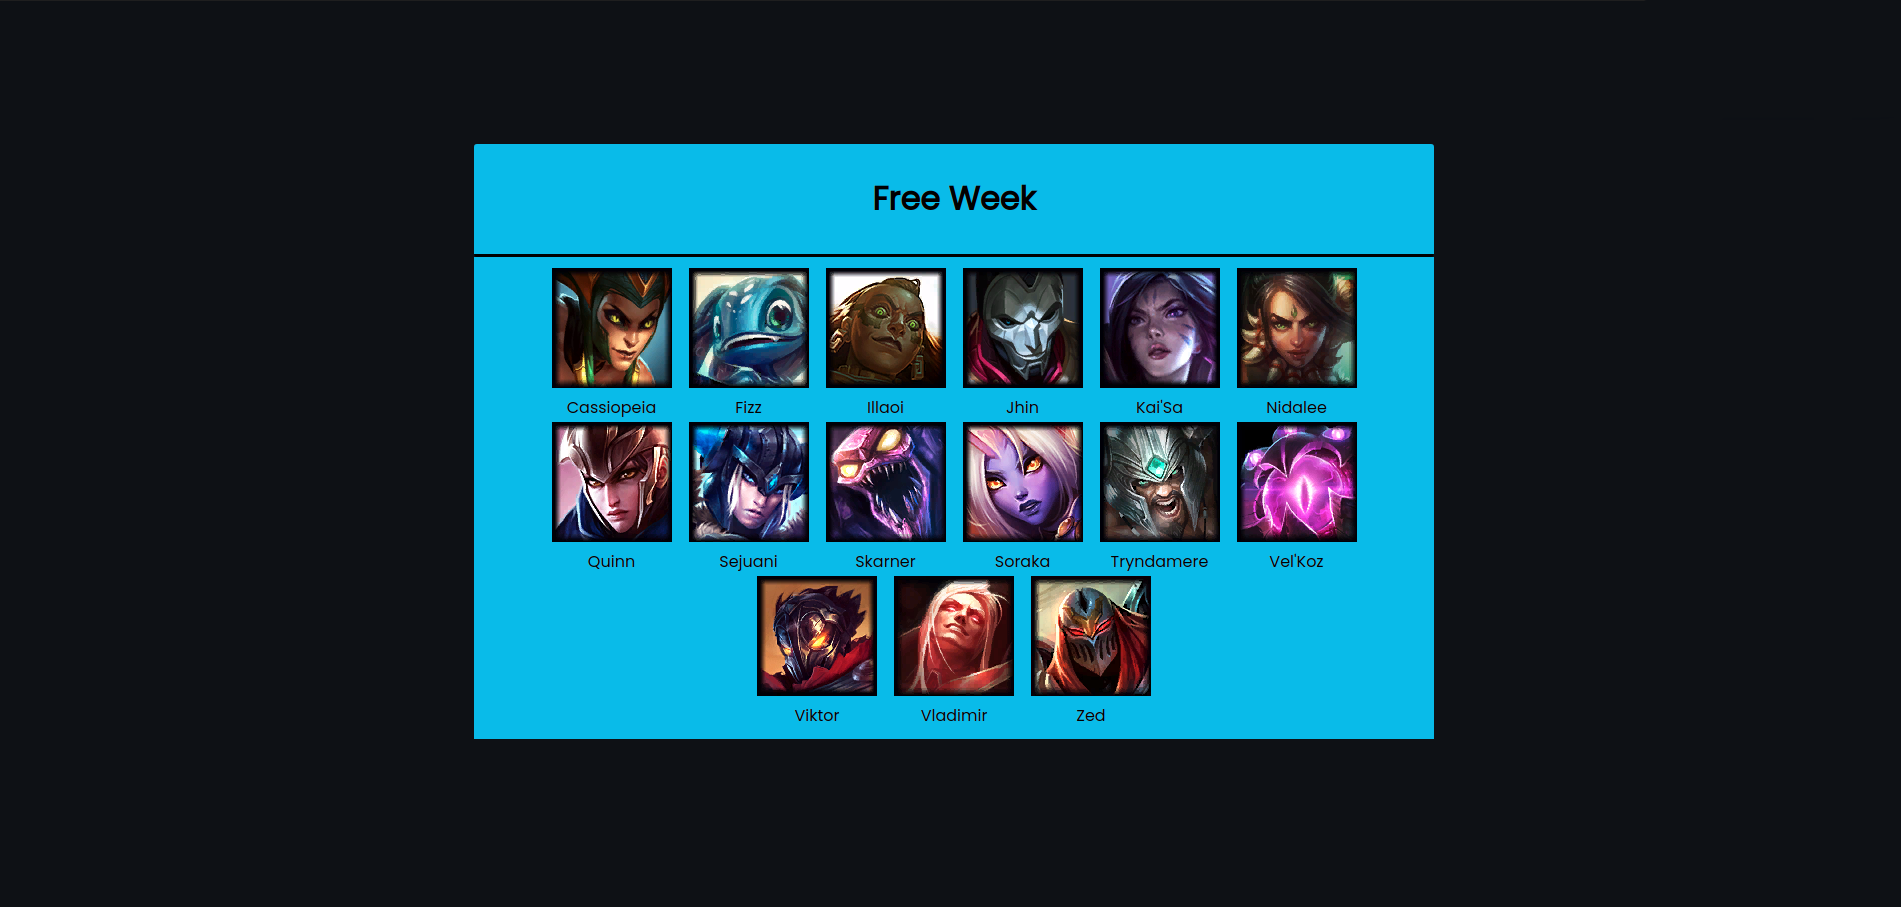 Free Week
Cassiopeia Fizz Illaoi Jhin Kai'Sa Nidalee
Quinn Sejuani Skarner Soraka Tryndamere Vel'Koz
Viktor Vladimir Zed